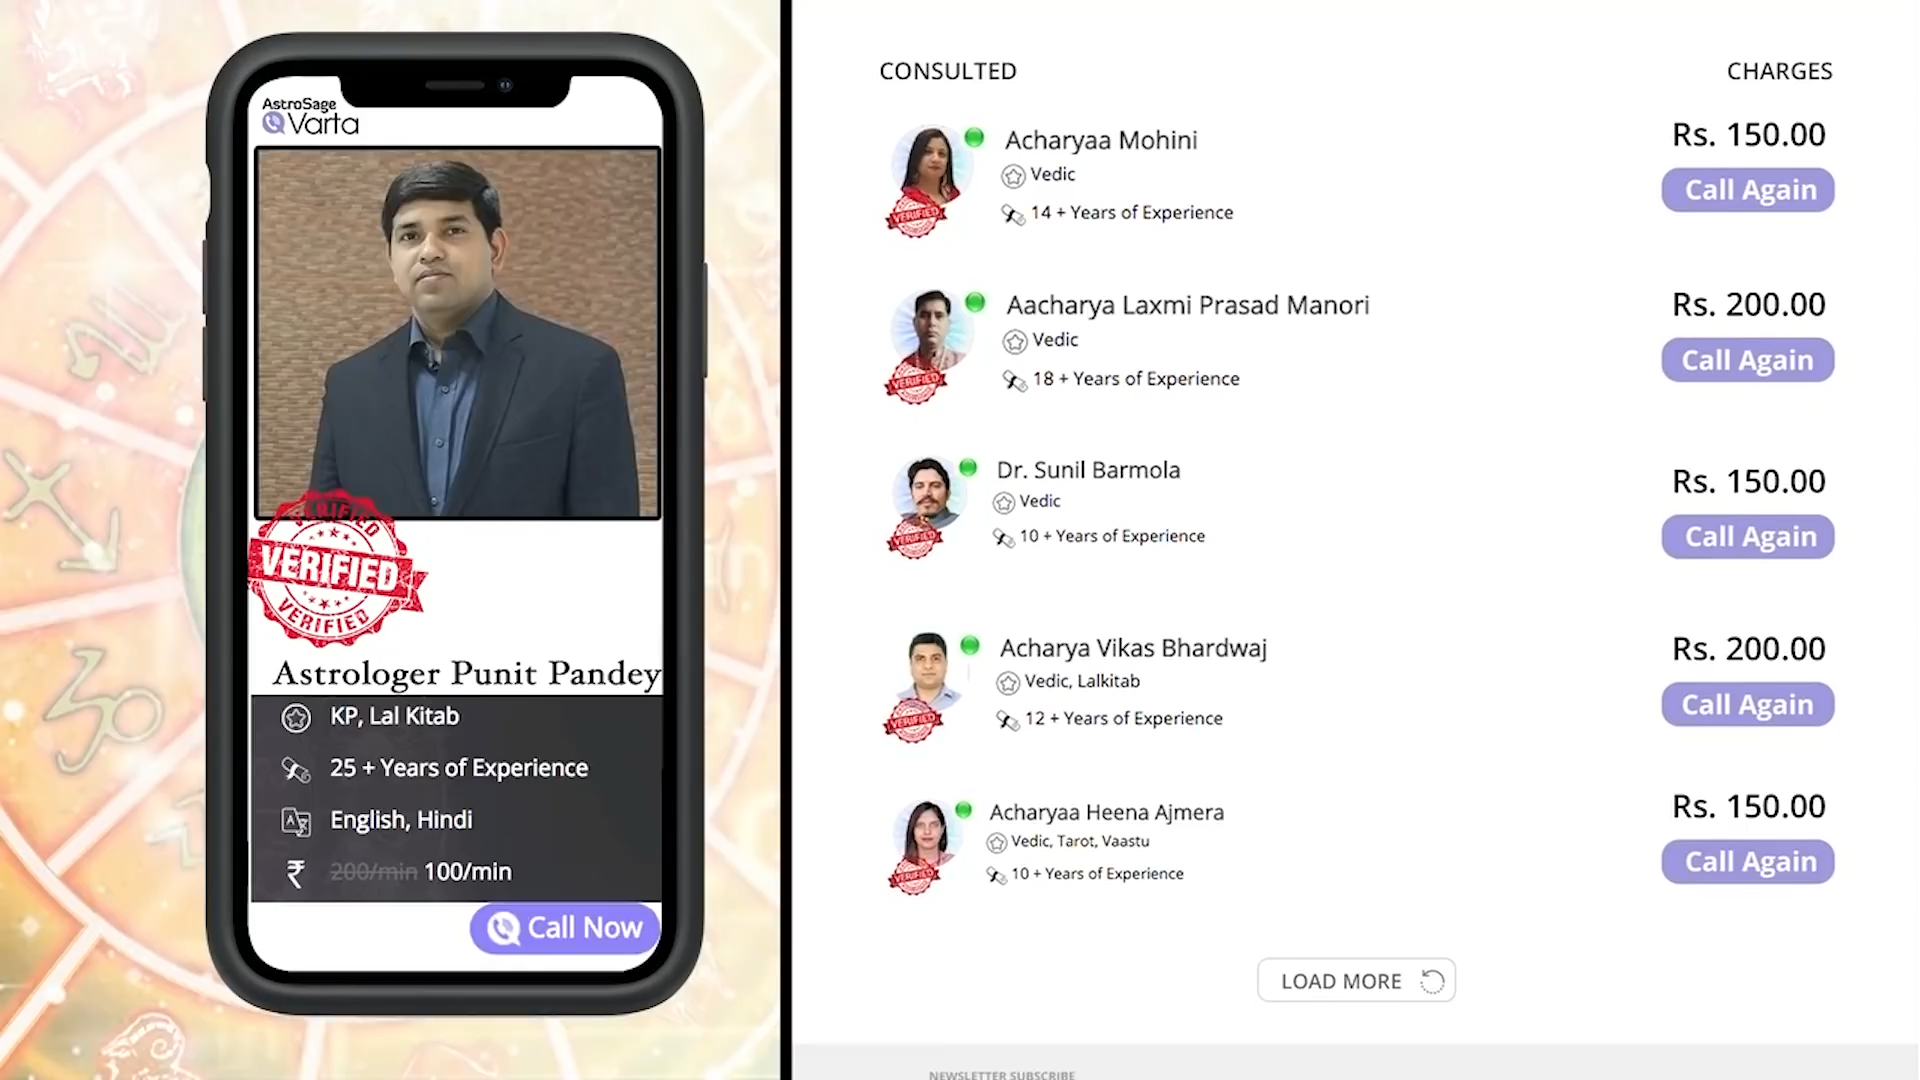 AstroSage
Varta
VERIFIED
VERIFIED
VERIFIED
Astrologer Punit Pandey
KP, Lal Kitab
25 + Years of Experience
English, Hindi
₹ 200/min 100/min
Call Now
CONSULTED
CHARGES
Acharyaa Mohini
Vedic
14 + Years of Experience
VERIFIED
Rs. 150.00
Call Again
Aacharya Laxmi Prasad Manori
Vedic
18 + Years of Experience
VERIFIED
Rs. 200.00
Call Again
Dr. Sunil Barmola
Vedic
10 + Years of Experience
VERIFIED
Rs. 150.00
Call Again
Acharya Vikas Bhardwaj
Vedic, Lalkitab
12 + Years of Experience
VERIFIED
Rs. 200.00
Call Again
Acharyaa Heena Ajmera
Vedic, Tarot, Vaastu
10 + Years of Experience
VERIFIED
Rs. 150.00
Call Again
LOAD MORE
NEWSLETTER SUBSCRIBE